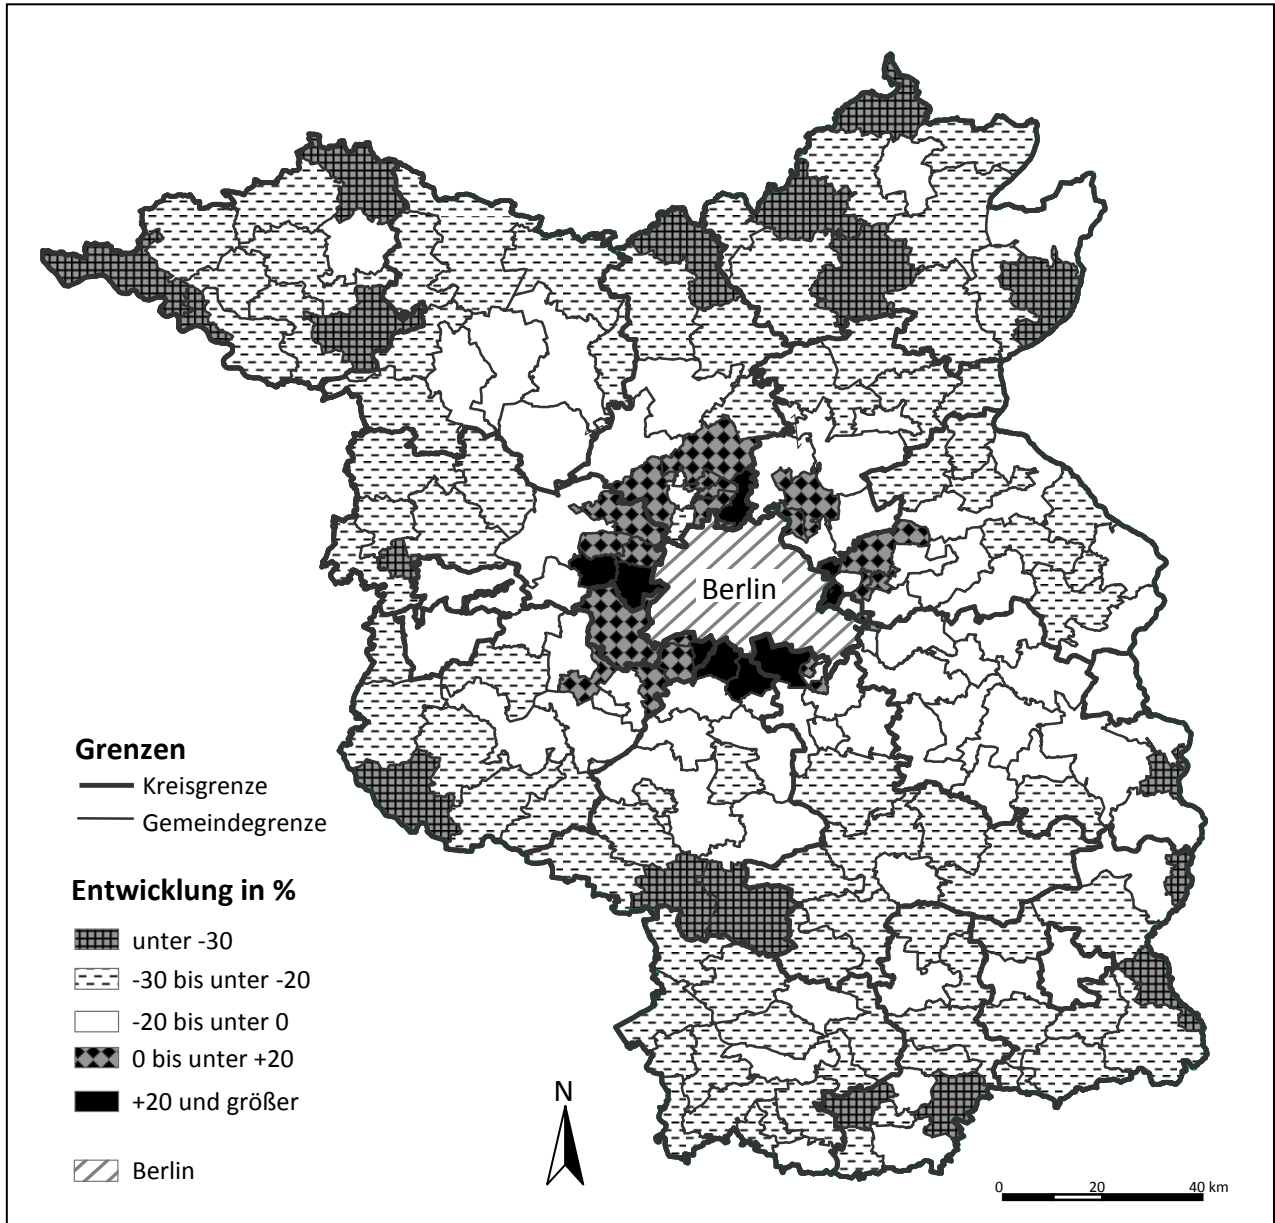 Berlin
Grenzen
Kreisgrenze
Gemeindegrenze
Entwicklung in %
unter -30
-30 bis unter -20
-20 bis unter 0
0 bis unter +20
+20 und größer
Berlin
N
0 20 40 km